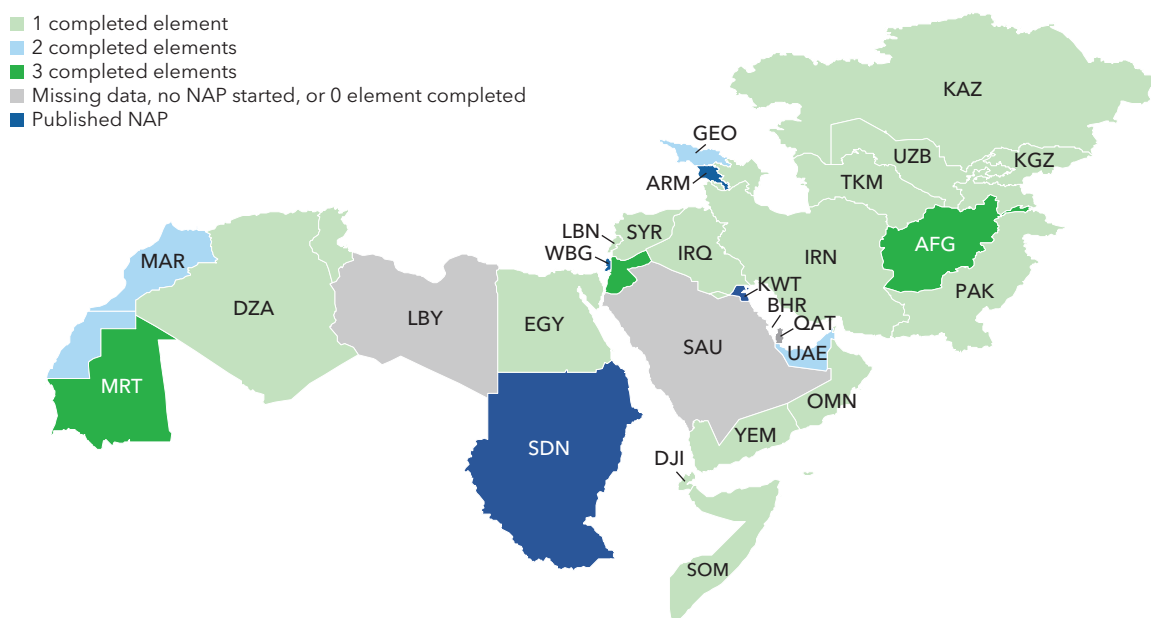 1 completed element
2 completed elements
3 completed elements
Missing data, no NAP started, or 0 element completed
Published NAP
KAZ
GEO
UZB
KGZ
ARM
TKM
LBN
SYR
WBG
IRQ
IRN
AFG
MAR
PAK
KWT
DZA
LBY
EGY
BHR
QAT
SAU
UAE
MRT
OMN
YEM
SDN
DJI
SOM